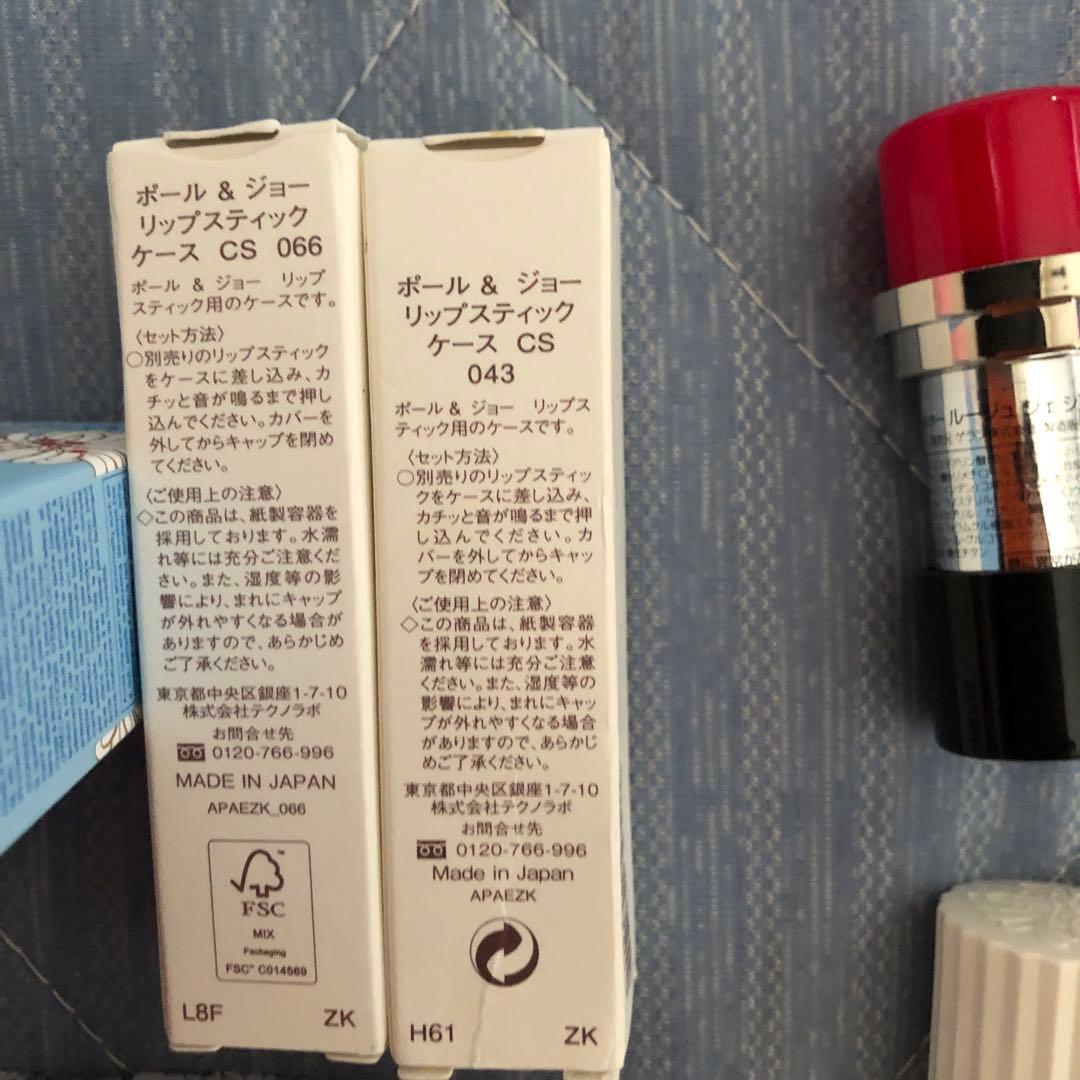 ポール & ジョー
リップスティック
ケース CS 066
ポール & ジョー リップ
スティック用のケースです。
〈セット方法〉
○別売りのリップスティック
をケースに差し込み、カ
チッと音が鳴るまで押し
込んでください。カバーを
外してからキャップを閉め
てください。
〈ご使用上の注意〉
◇この商品は、紙製容器を
採用しております。水濡
れ等には充分ご注意くだ
さい。また、湿度等の影
響により、まれにキャップ
が外れやすくなる場合が
ありますので、あらかじめ
ご了承ください。
東京都中央区銀座1-7-10
株式会社テクノラボ
お問合せ先
0120-766-996
MADE IN JAPAN
APAEZK_066
FSC
MIX
Packaging
FSC™ C014569
L8F ZK
ポール & ジョー
リップスティック
ケース CS
043
ポール & ジョー リップス
ティック用のケースです。
〈セット方法〉
○別売りのリップスティッ
クをケースに差し込み、
カチッと音が鳴るまで押
し込んでください。カ
バーを外してからキャッ
プを閉めてください。
〈ご使用上の注意〉
◇この商品は、紙製容器
を採用しております。水
濡れ等には充分ご注意
ください。また、湿度等の
影響により、まれにキャッ
プが外れやすくなる場合
がありますので、あらかじ
めご了承ください。
東京都中央区銀座1-7-10
株式会社テクノラボ
お問合せ先
0120-766-996
Made in Japan
APAEZK
H61 ZK